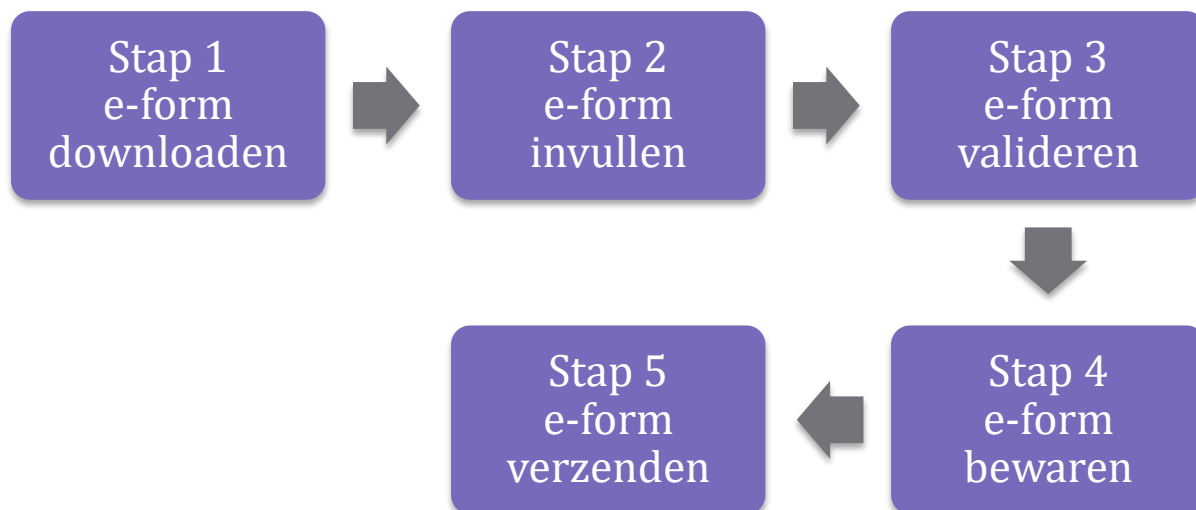 Stap 1
e-form
downloaden
Stap 2
e-form
invullen
Stap 3
e-form
valideren
Stap 4
e-form
bewaren
Stap 5
e-form
verzenden